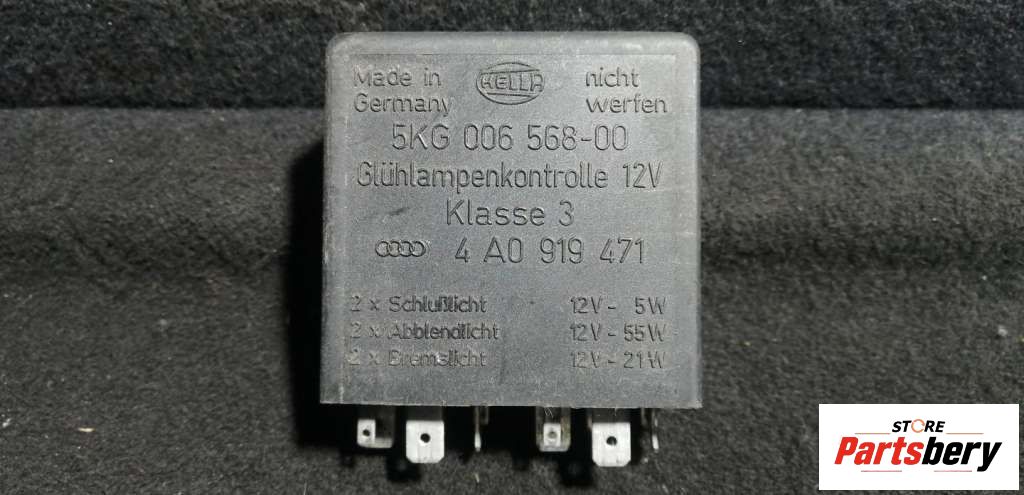 Made in HELLA nicht
Germany werfen
5KG 006 568-00
Glühlampenkontrolle 12V
Klasse 3
4 A0 919 471
2 x Schlußlicht 12V - 5W
2 x Abblendlicht 12V - 55W
2 x Bremslicht 12V - 21W
STORE
Partsbery